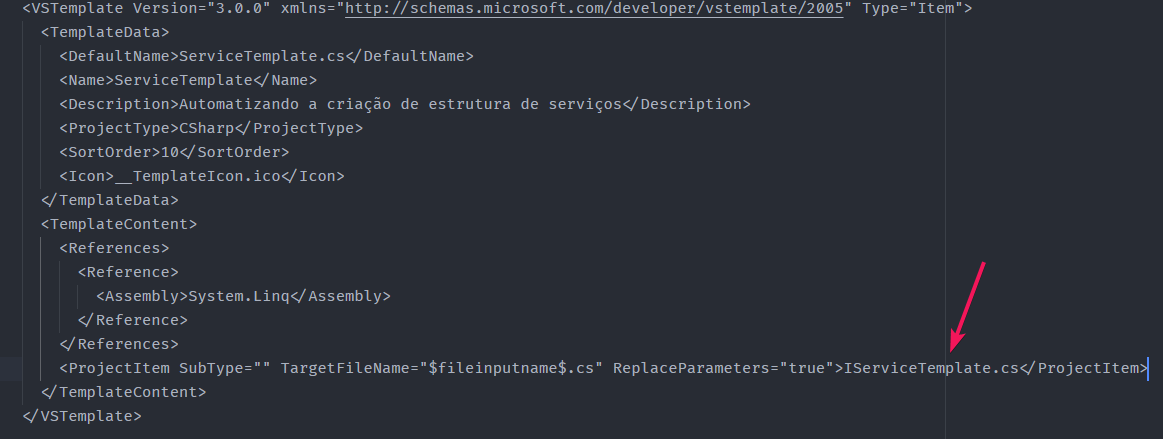 <VSTemplate Version="3.0.0" xmlns="http://schemas.microsoft.com/developer/vstemplate/2005" Type="Item">
<TemplateData>
<DefaultName>ServiceTemplate.cs</DefaultName>
<Name>ServiceTemplate</Name>
<Description>Automatizando a criação de estrutura de serviços</Description>
<ProjectType>CSharp</ProjectType>
<SortOrder>10</SortOrder>
<Icon>__TemplateIcon.ico</Icon>
</TemplateData>
<TemplateContent>
<References>
<Reference>
<Assembly>System.Linq</Assembly>
</Reference>
</References>
<ProjectItem SubType="" TargetFileName="$fileinputname$.cs" ReplaceParameters="true">IServiceTemplate.cs</ProjectItem>
</TemplateContent>
</VSTemplate>